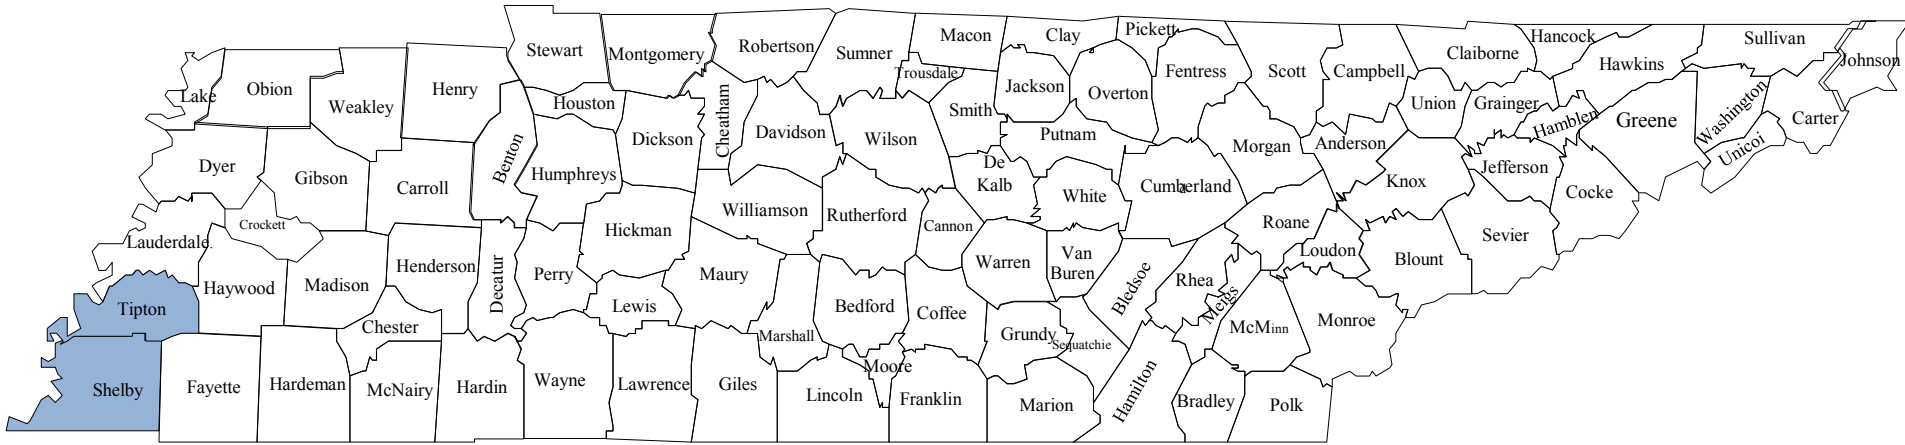 Stewart
Montgomery
Robertson
Sumner
Macon
Clay
Pickett
Hancock
Sullivan
Johnson
Lake
Obion
Weakley
Henry
Houston
Cheatham
Trousdale
Smith
Jackson
Overton
Fentress
Scott
Campbell
Claiborne
Hawkins
Union
Grainger
Hamblen
Greene
Washington
Carter
Unicoi
Dyer
Gibson
Carroll
Benton
Humphreys
Dickson
Davidson
Wilson
De
Kalb
Putnam
White
Cumberland
Morgan
Anderson
Knox
Jefferson
Cocke
Crockett
Lauderdale.
Hickman
Williamson
Rutherford
Cannon
Warren
Van
Buren
Bledsoe
Rhea
Meigs
Roane
Loudon
Blount
Sevier
Tipton
Haywood
Madison
Henderson
Decatur
Perry
Lewis
Maury
Marshall
Bedford
Coffee
Grundy
Sequatchie
McMinn
Monroe
Chester
Shelby
Fayette
Hardeman
McNairy
Hardin
Wayne
Lawrence
Giles
Lincoln
Moore
Franklin
Marion
Hamilton
Bradley
Polk